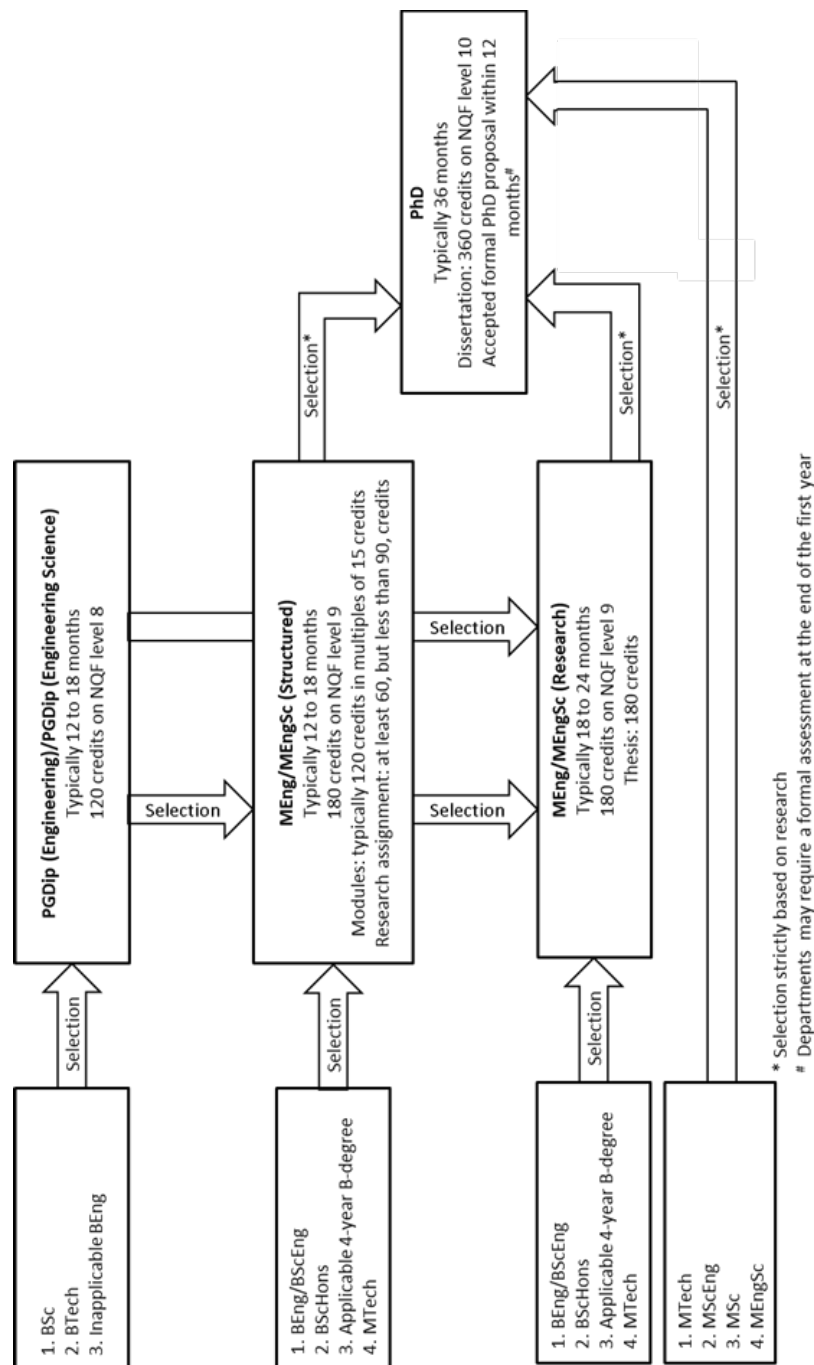 1. BSc
2. BTech
3. Inapplicable BEng
Selection
PGDip (Engineering)/PGDip (Engineering Science)
Typically 12 to 18 months
120 credits on NQF level 8
Selection
1. BEng/BScEng
2. BScHons
3. Applicable 4-year B-degree
4. MTech
Selection
MEng/MEngSc (Structured)
Typically 12 to 18 months
180 credits on NQF level 9
Modules: typically 120 credits in multiples of 15 credits
Research assignment: at least 60, but less than 90, credits
Selection*
PhD
Typically 36 months
Dissertation: 360 credits on NQF level 10
Accepted formal PhD proposal within 12
months#
Selection
Selection
1. BEng/BScEng
2. BScHons
3. Applicable 4-year B-degree
4. MTech
Selection
MEng/MEngSc (Research)
Typically 18 to 24 months
180 credits on NQF level 9
Thesis: 180 credits
Selection*
1. MTech
2. MScEng
3. MSc
4. MEngSc
Selection*
* Selection strictly based on research
# Departments may require a formal assessment at the end of the first year